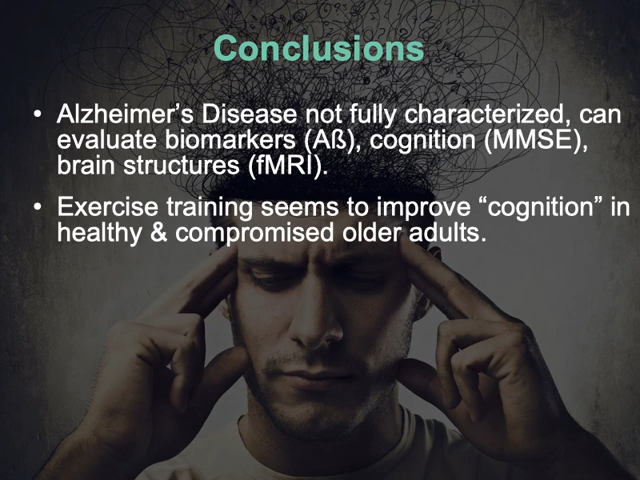 Conclusions
• Alzheimer’s Disease not fully characterized, can
evaluate biomarkers (Aß), cognition (MMSE),
brain structures (fMRI).
• Exercise training seems to improve “cognition” in
healthy & compromised older adults.